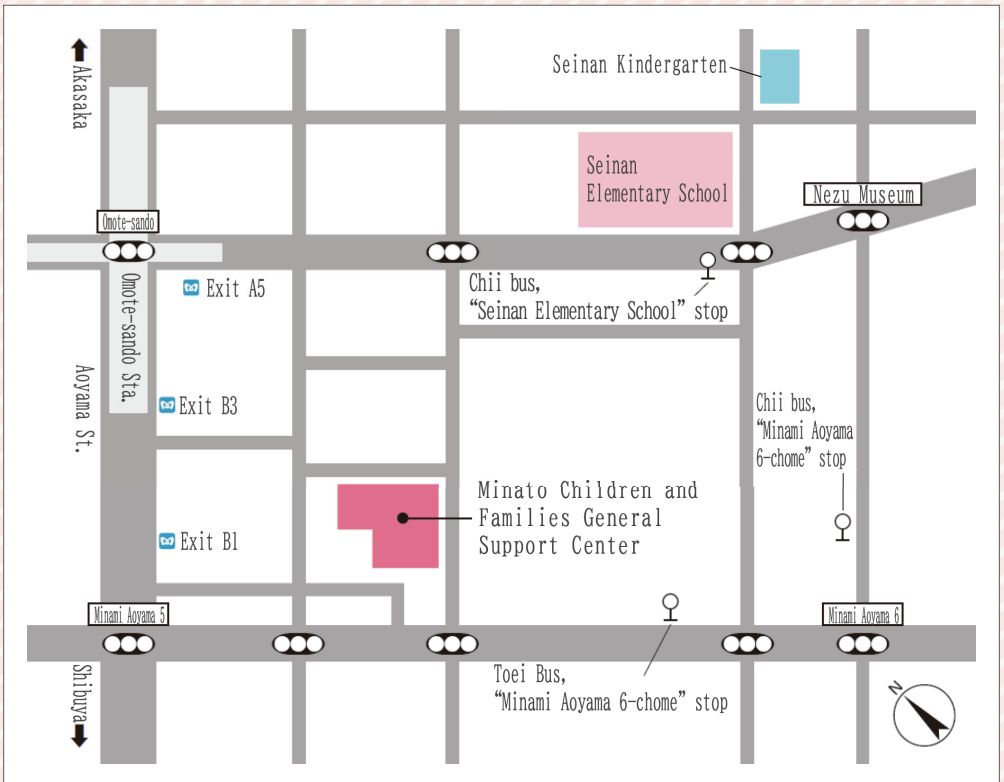 Akasaka
Seinan Kindergarten
Seinan
Elementary School
Nezu Museum
Omote-sando
Exit A5
Omote-sando Sta.
Chii bus,
“Seinan Elementary School” stop
Aoyama St.
Exit B3
Chii bus,
“Minami Aoyama
6-chome” stop
Minato Children and
Families General
Support Center
Exit B1
Minami Aoyama 5
Minami Aoyama 6
Shibuya
Toei Bus,
“Minami Aoyama 6-chome” stop
N